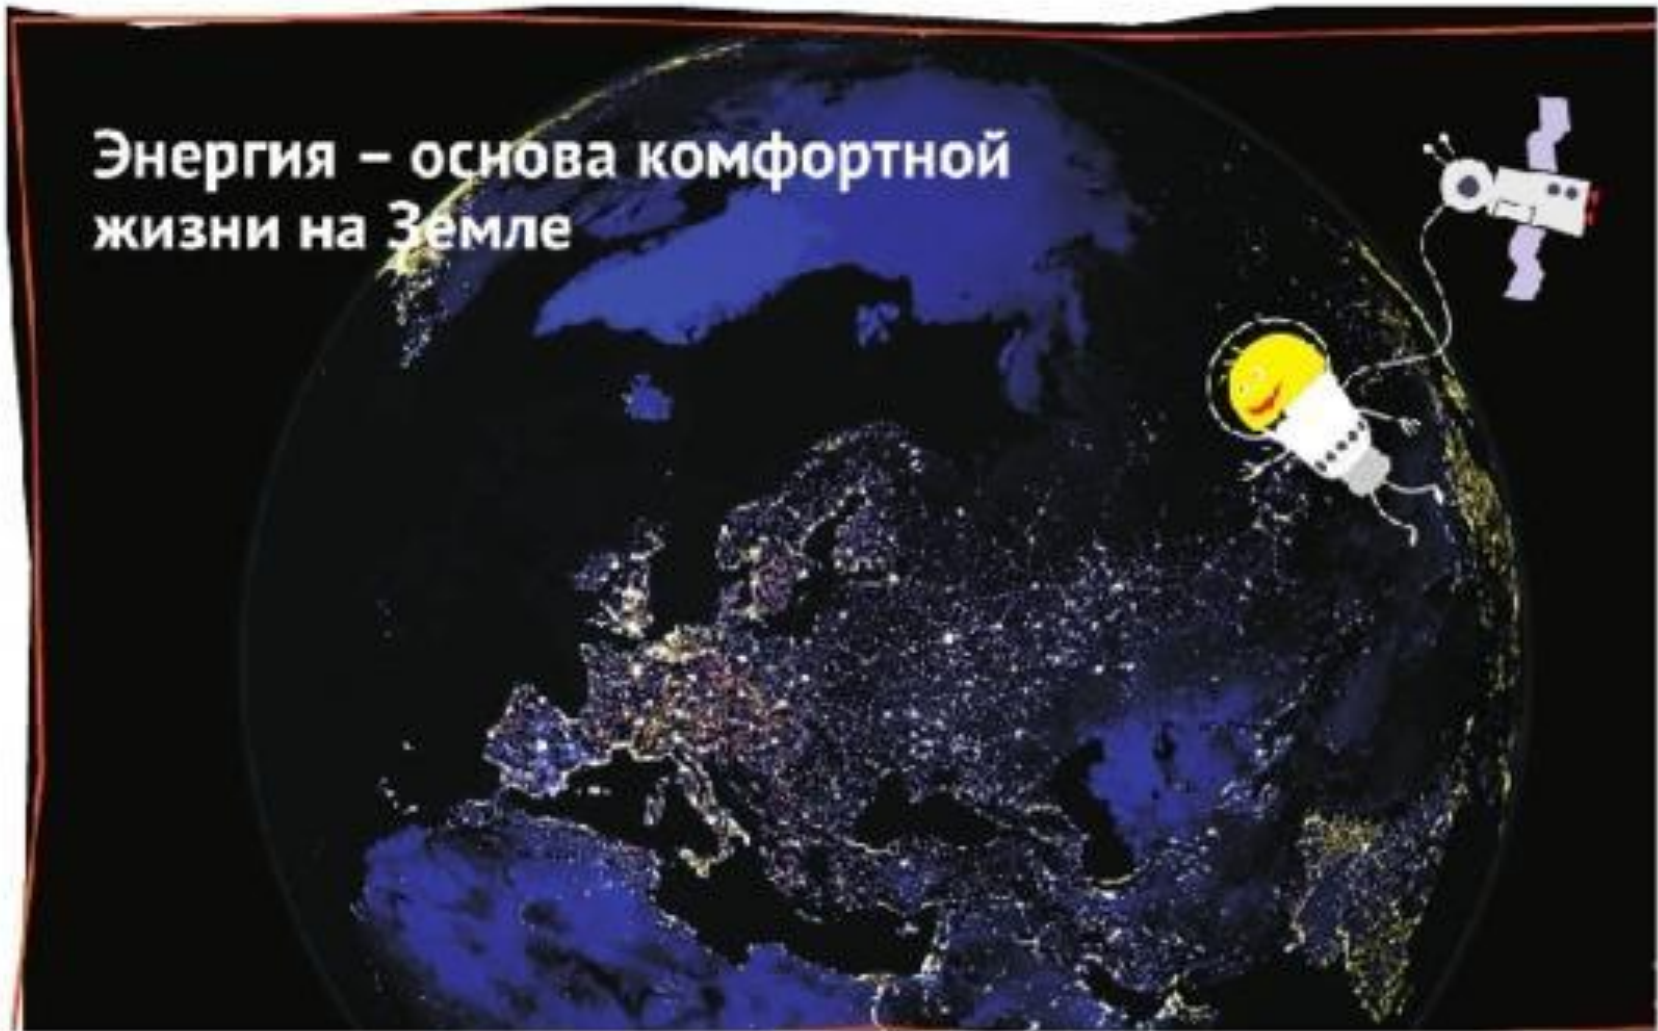 Энергия – основа комфортной
жизни на Земле